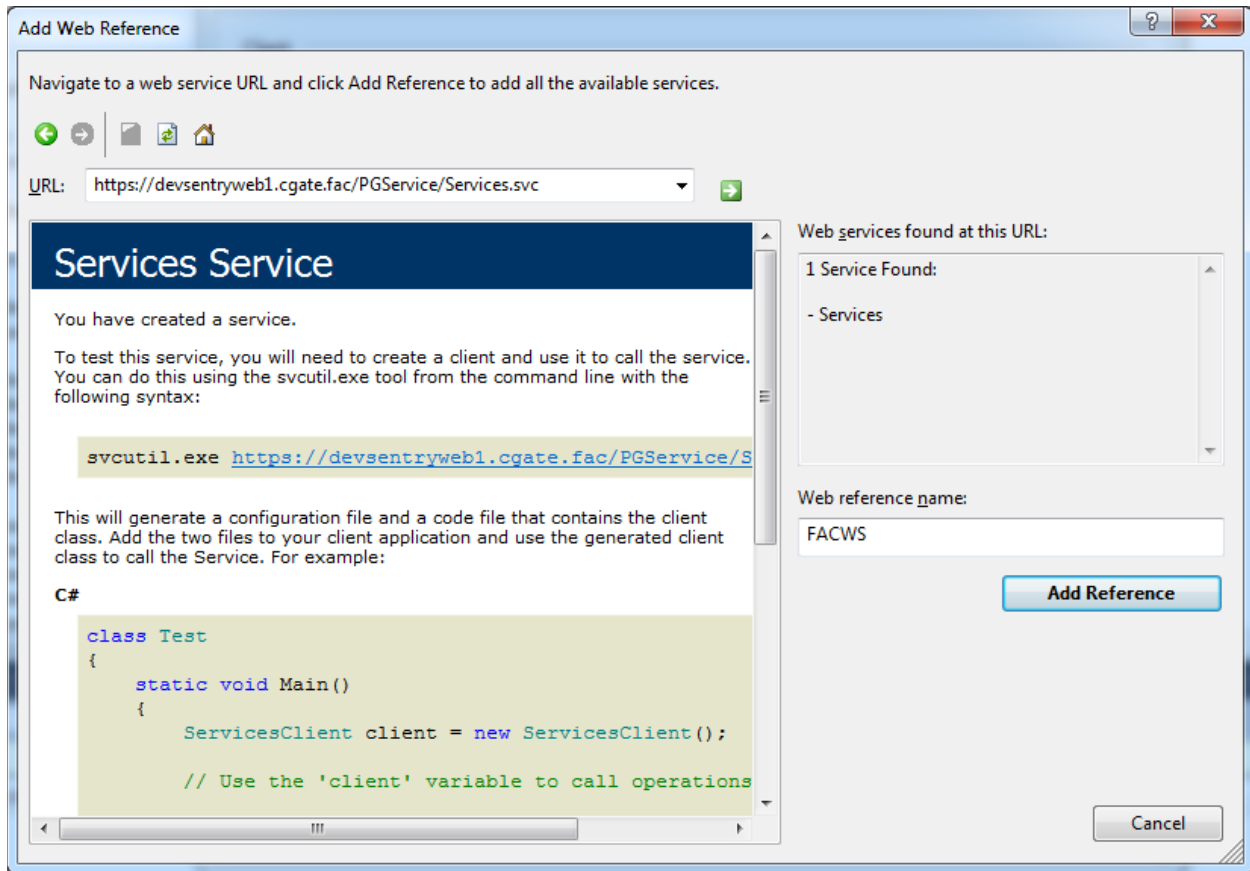 Add Web Reference
Navigate to a web service URL and click Add Reference to add all the available services.
URL: https://devsentryweb1.cgate.fac/PGService/Services.svc
Services Service
You have created a service.
To test this service, you will need to create a client and use it to call the service.
You can do this using the svcutil.exe tool from the command line with the
following syntax:
svcutil.exe https://devsentryweb1.cgate.fac/PGService/S
This will generate a configuration file and a code file that contains the client
class. Add the two files to your client application and use the generated client
class to call the Service. For example:
C#
class Test
{
static void Main()
{
ServicesClient client = new ServicesClient();
// Use the 'client' variable to call operations
Web services found at this URL:
1 Service Found:
- Services
Web reference name:
FACWS
Add Reference
Cancel